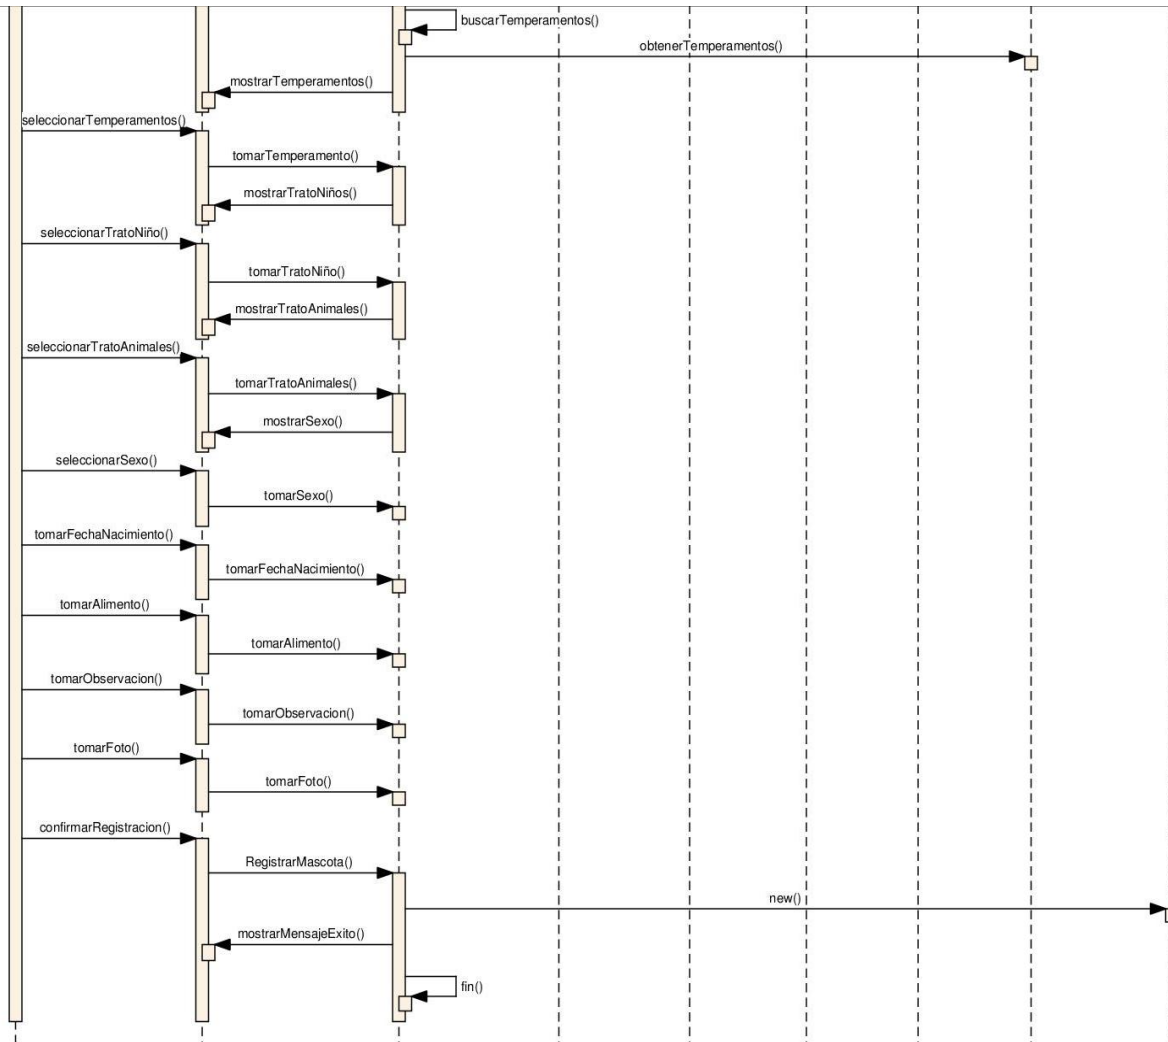 buscarTemperamentos()
obtenerTemperamentos()
mostrarTemperamentos()
seleccionarTemperamentos()
tomarTemperamento()
mostrarTratoNiños()
seleccionarTratoNiño()
tomarTratoNiño()
mostrarTratoAnimales()
seleccionarTratoAnimales()
tomarTratoAnimales()
mostrarSexo()
seleccionarSexo()
tomarSexo()
tomarFechaNacimiento()
tomarFechaNacimiento()
tomarAlimento()
tomarAlimento()
tomarObservacion()
tomarObservacion()
tomarFoto()
tomarFoto()
confirmarRegistracion()
RegistrarMascota()
new()
mostrarMensajeExito()
fin()